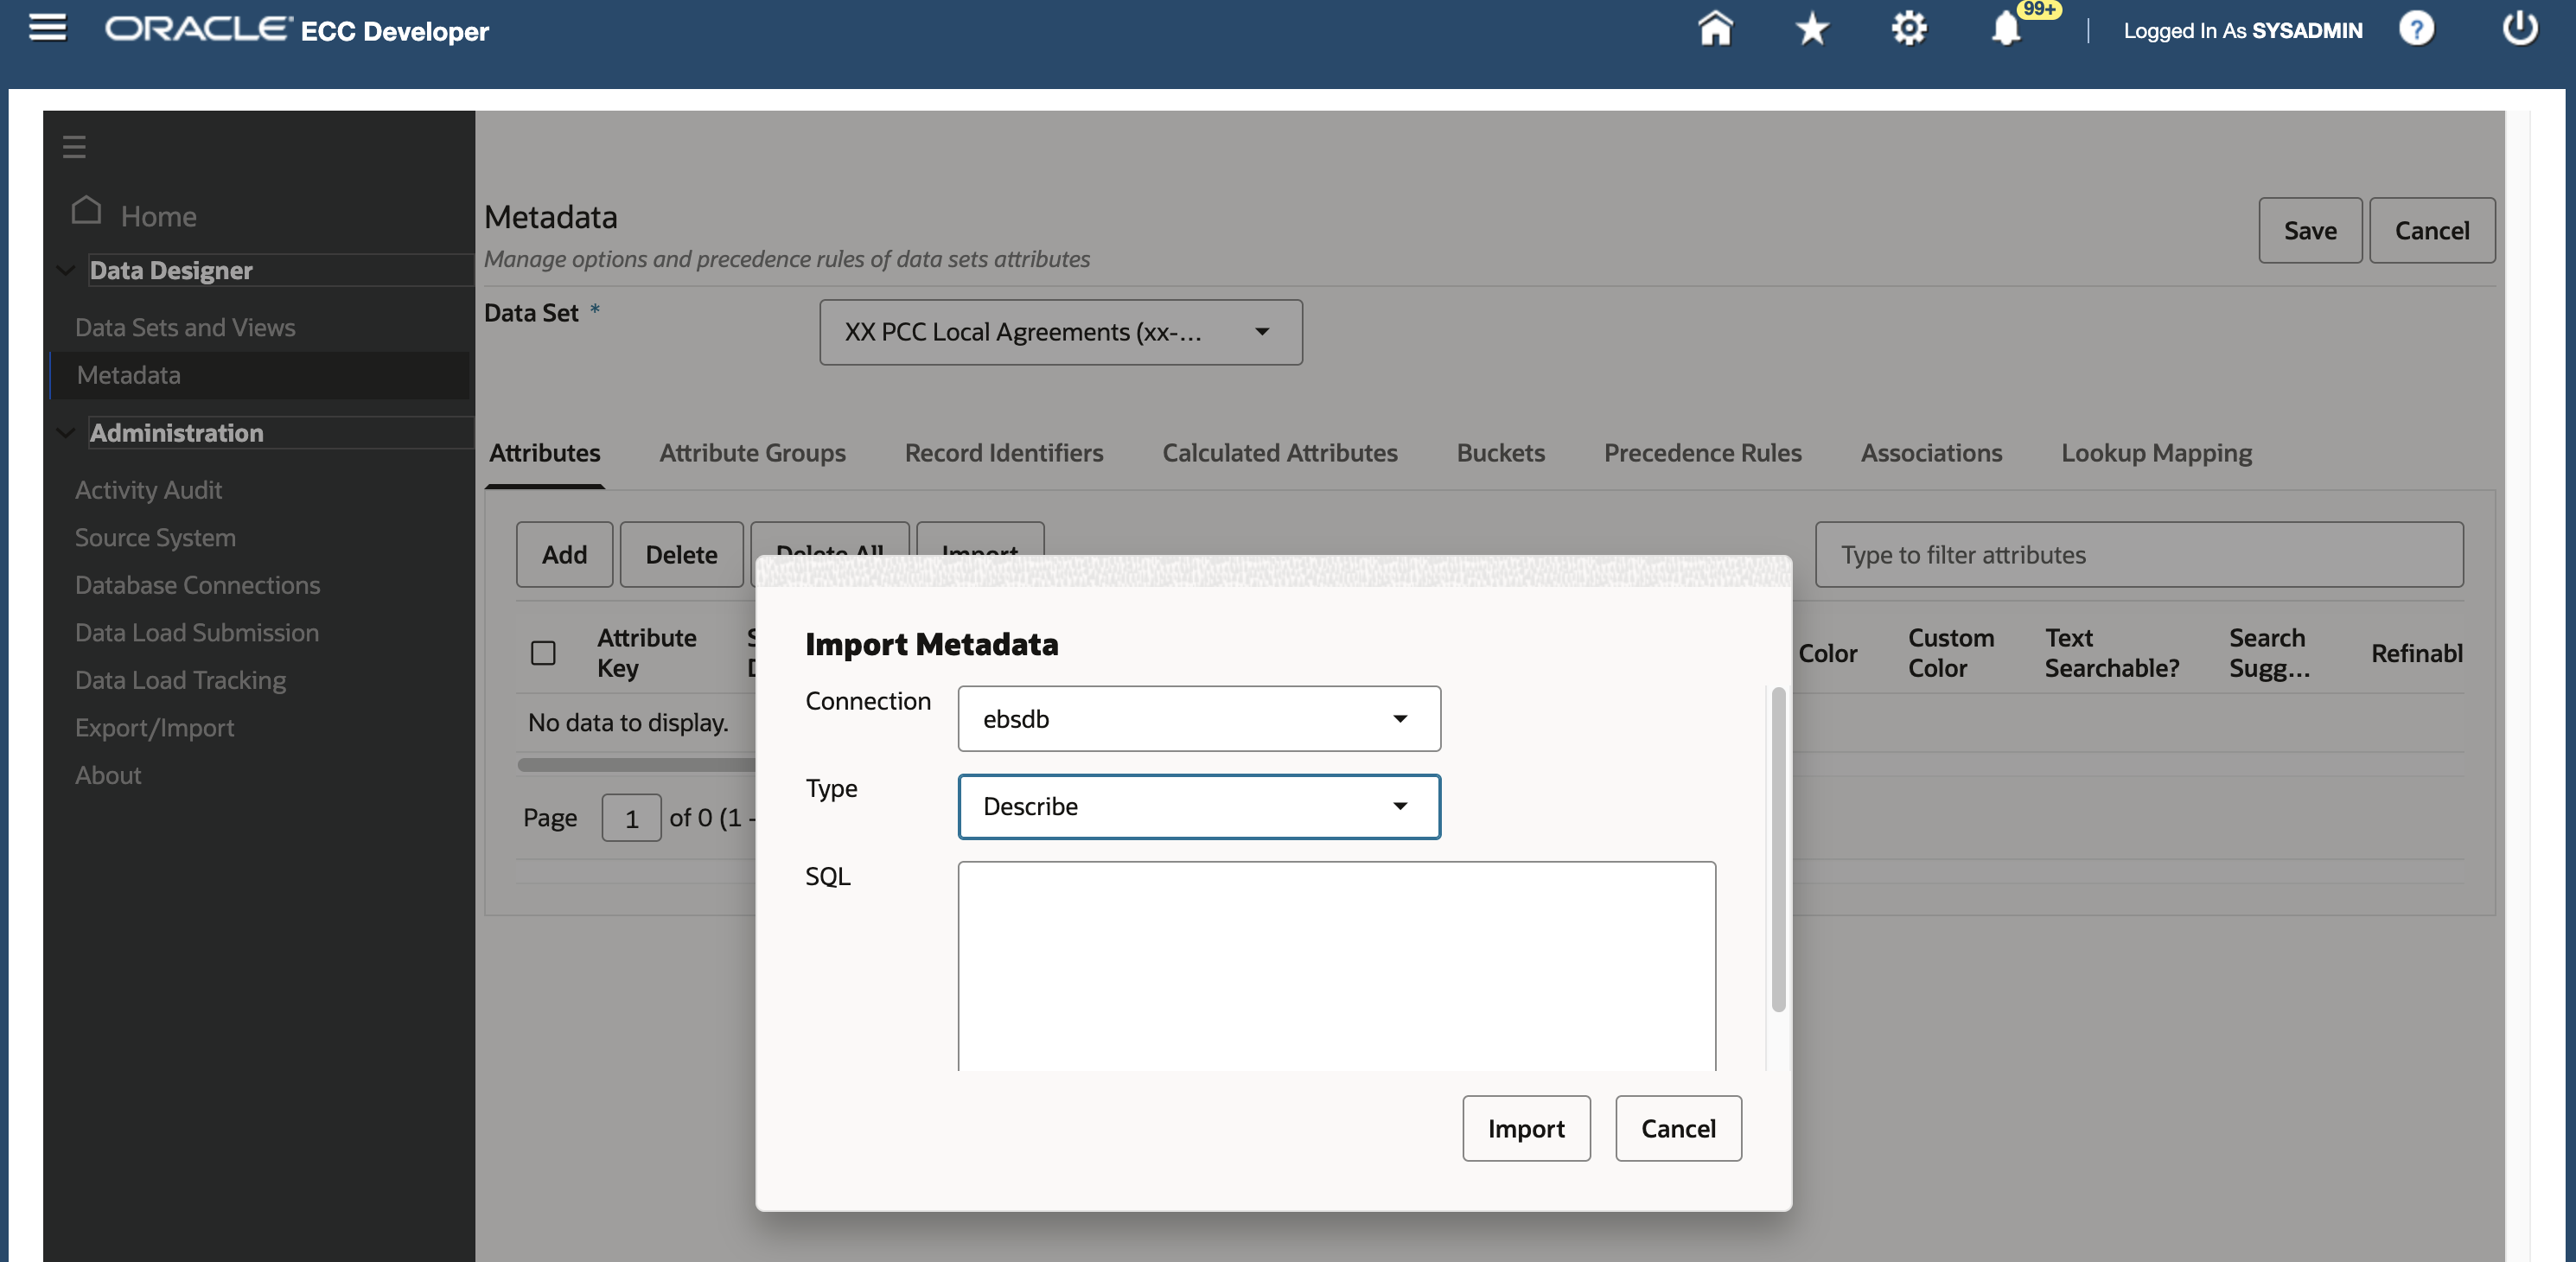 ORACLE ECC Developer
99+
Logged In As SYSADMIN
?
Home
Data Designer
Data Sets and Views
Metadata
Administration
Activity Audit
Source System
Database Connections
Data Load Submission
Data Load Tracking
Export/Import
About
Metadata
Manage options and precedence rules of data sets attributes
Save Cancel
Data Set *
XX PCC Local Agreements (xx-...
Attributes Attribute Groups Record Identifiers Calculated Attributes Buckets Precedence Rules Associations Lookup Mapping
Add Delete Delete All Import
Type to filter attributes
Attribute Key
Color
Custom Color
Text Searchable?
Search Sugg...
Refinabl
No data to display.
Page 1 of 0 (1 -
Import Metadata
Connection ebsdb
Type Describe
SQL
Import Cancel